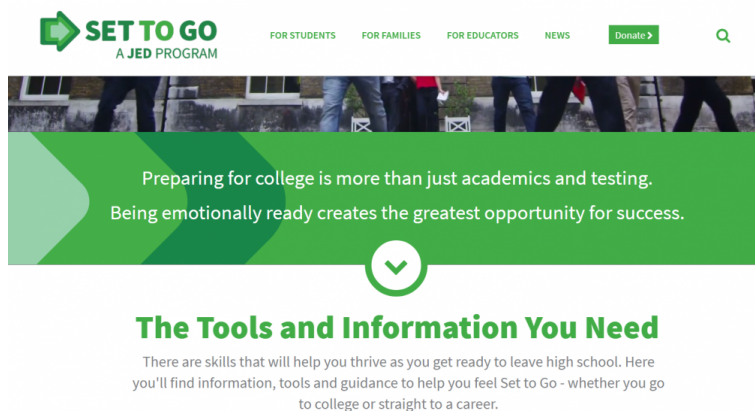 SET TO GO
A JED PROGRAM
FOR STUDENTS
FOR FAMILIES
FOR EDUCATORS
NEWS
Donate
Preparing for college is more than just academics and testing.
Being emotionally ready creates the greatest opportunity for success.
The Tools and Information You Need
There are skills that will help you thrive as you get ready to leave high school. Here
you'll find information, tools and guidance to help you feel Set to Go - whether you go
to college or straight to a career.